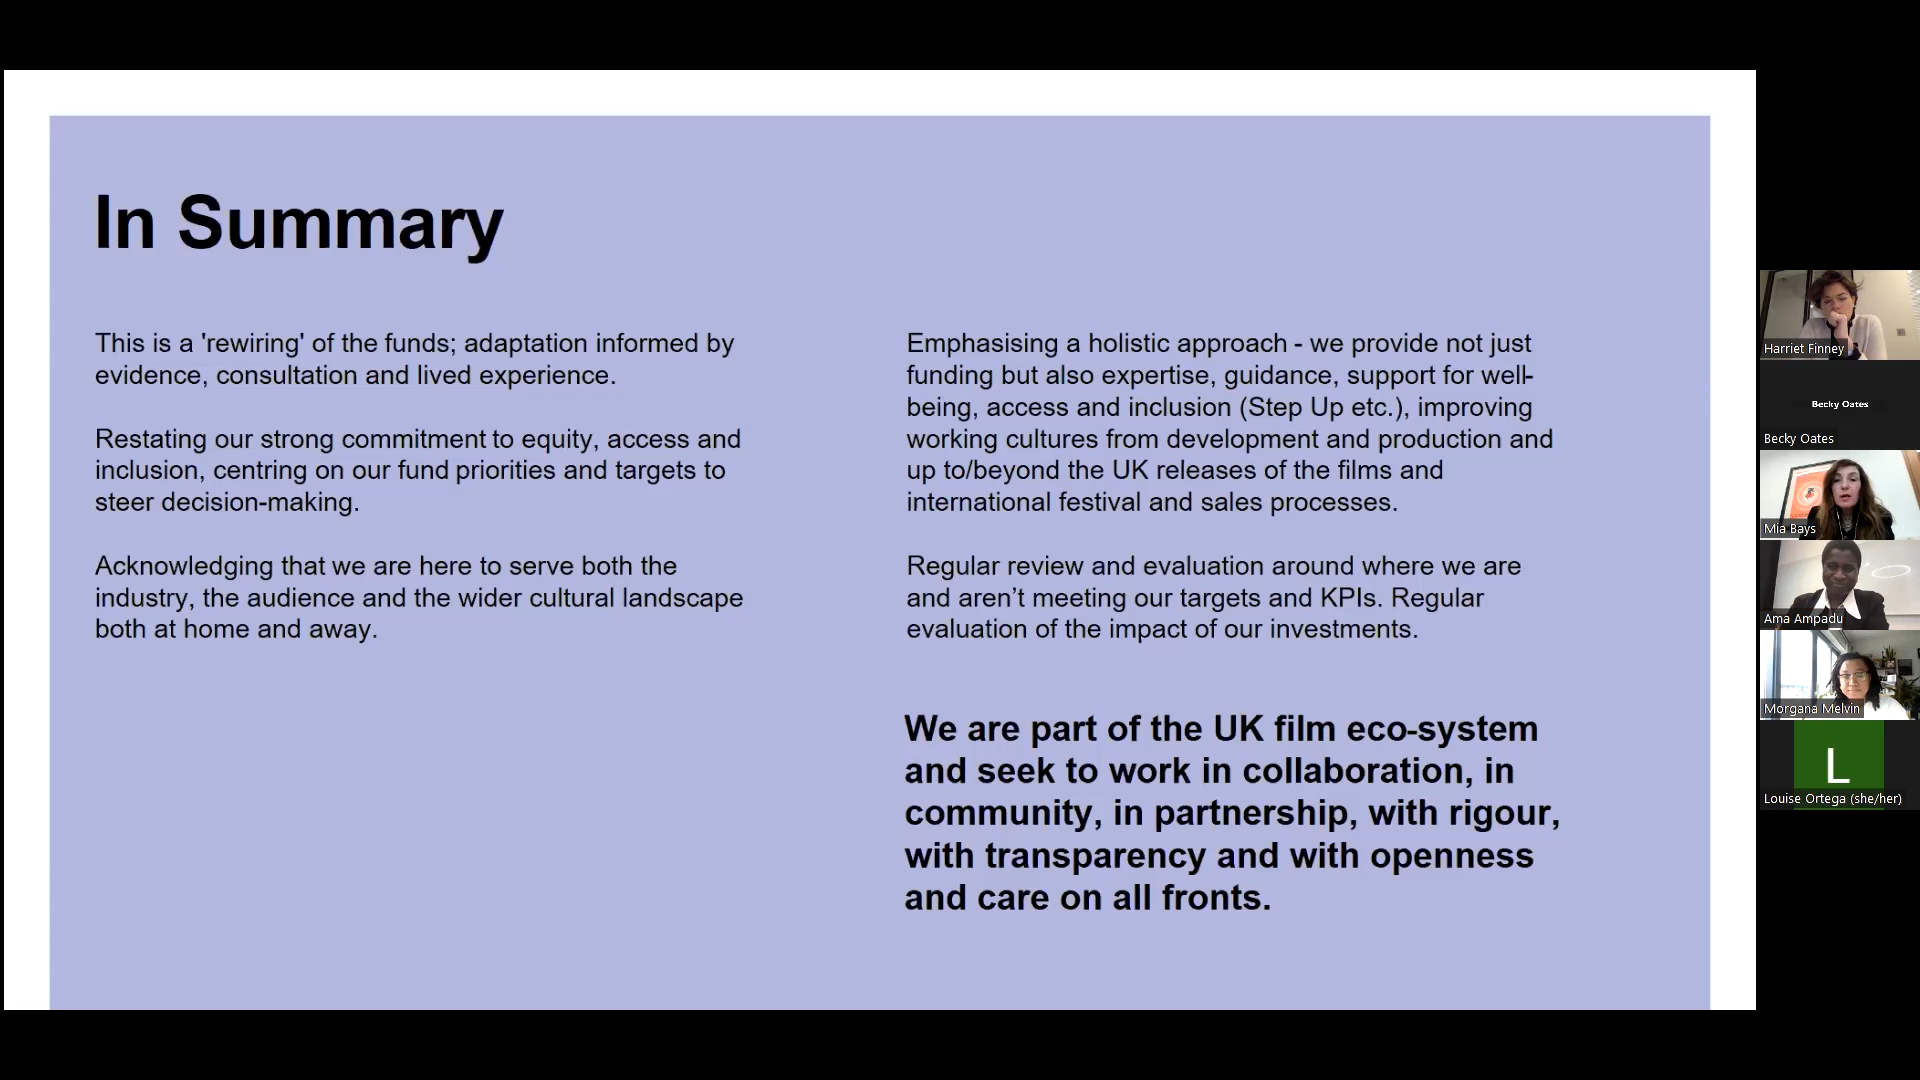 In Summary
This is a 'rewiring' of the funds; adaptation informed by
evidence, consultation and lived experience.
Restating our strong commitment to equity, access and
inclusion, centring on our fund priorities and targets to
steer decision-making.
Acknowledging that we are here to serve both the
industry, the audience and the wider cultural landscape
both at home and away.
Emphasising a holistic approach - we provide not just
funding but also expertise, guidance, support for well-
being, access and inclusion (Step Up etc.), improving
working cultures from development and production and
up to/beyond the UK releases of the films and
international festival and sales processes.
Regular review and evaluation around where we are
and aren’t meeting our targets and KPIs. Regular
evaluation of the impact of our investments.
We are part of the UK film eco-system
and seek to work in collaboration, in
community, in partnership, with rigour,
with transparency and with openness
and care on all fronts.
Harriet Finney
Becky Oates
Becky Oates
Mia Bays
Ama Ampadu
Morgana Melvin
L
Louise Ortega (she/her)